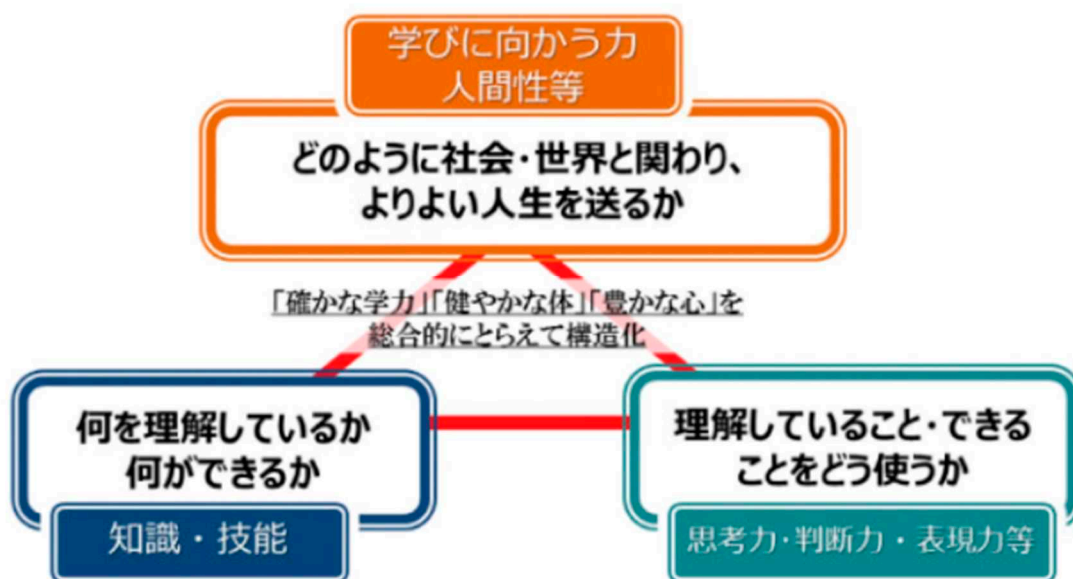 学びに向かう力
人間性等
どのように社会・世界と関わり、
よりよい人生を送るか
「確かな学力」「健やかな体」「豊かな心」を
総合的にとらえて構造化
何を理解しているか
何ができるか
知識・技能
理解していること・できる
ことをどう使うか
思考力・判断力・表現力等